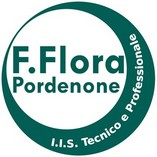 F.Flora
Pordenone
I.I.S. Tecnico e Professionale